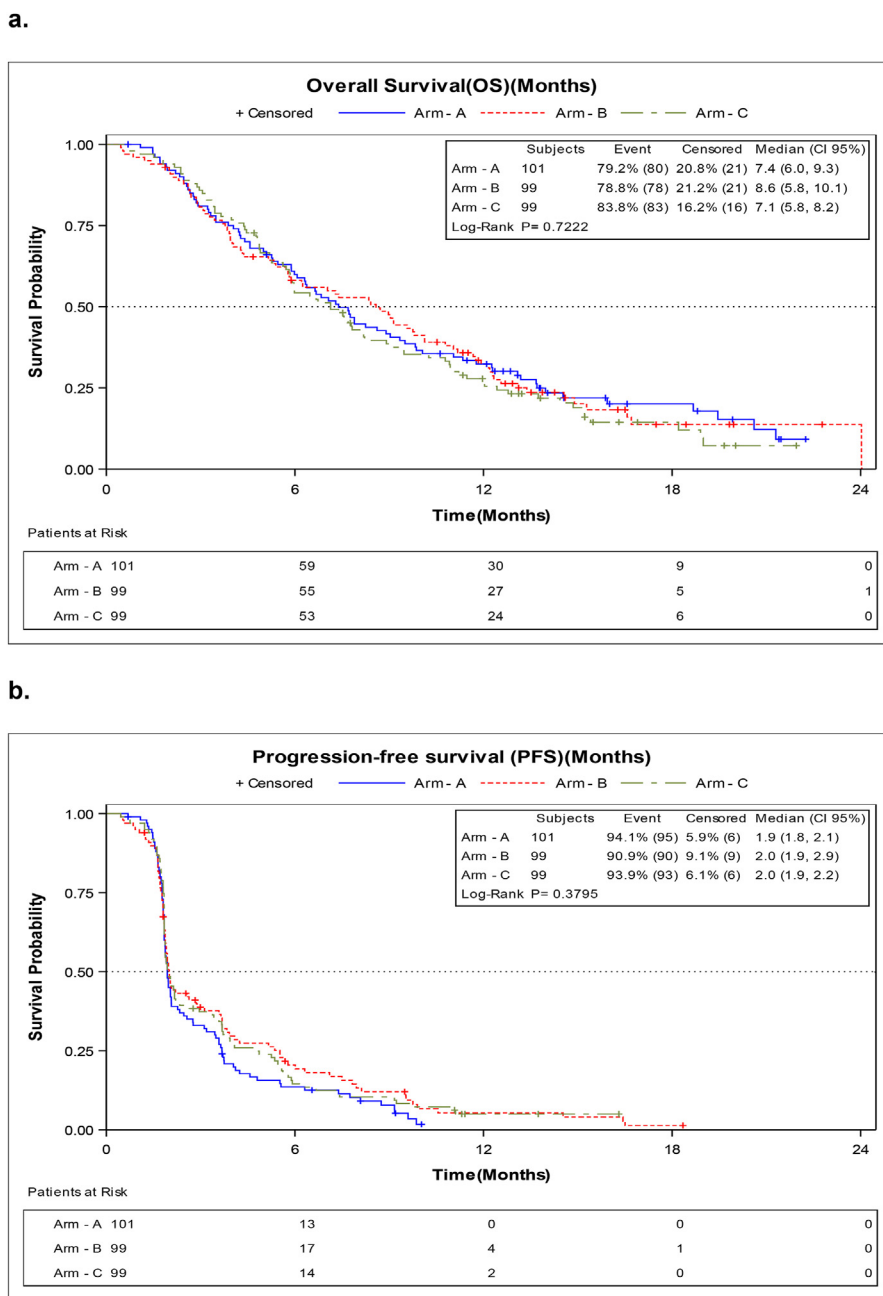 a.
Overall Survival(OS)(Months)
+ Censored Arm - A Arm - B Arm - C
Subjects Event Censored Median (CI 95%)
Arm - A 101 79.2% (80) 20.8% (21) 7.4 (6.0, 9.3)
Arm - B 99 78.8% (78) 21.2% (21) 8.6 (5.8, 10.1)
Arm - C 99 83.8% (83) 16.2% (16) 7.1 (5.8, 8.2)
Log-Rank P= 0.7222
Survival Probability
1.00
0.75
0.50
0.25
0.00
0 6 12 18 24
Time(Months)
Patients at Risk
Arm - A 101 59 30 9 0
Arm - B 99 55 27 5 1
Arm - C 99 53 24 6 0
b.
Progression-free survival (PFS)(Months)
+ Censored Arm - A Arm - B Arm - C
Subjects Event Censored Median (CI 95%)
Arm - A 101 94.1% (95) 5.9% (6) 1.9 (1.8, 2.1)
Arm - B 99 90.9% (90) 9.1% (9) 2.0 (1.9, 2.9)
Arm - C 99 93.9% (93) 6.1% (6) 2.0 (1.9, 2.2)
Log-Rank P= 0.3795
Survival Probability
1.00
0.75
0.50
0.25
0.00
0 6 12 18 24
Time(Months)
Patients at Risk
Arm - A 101 13 0 0 0
Arm - B 99 17 4 1 0
Arm - C 99 14 2 0 0